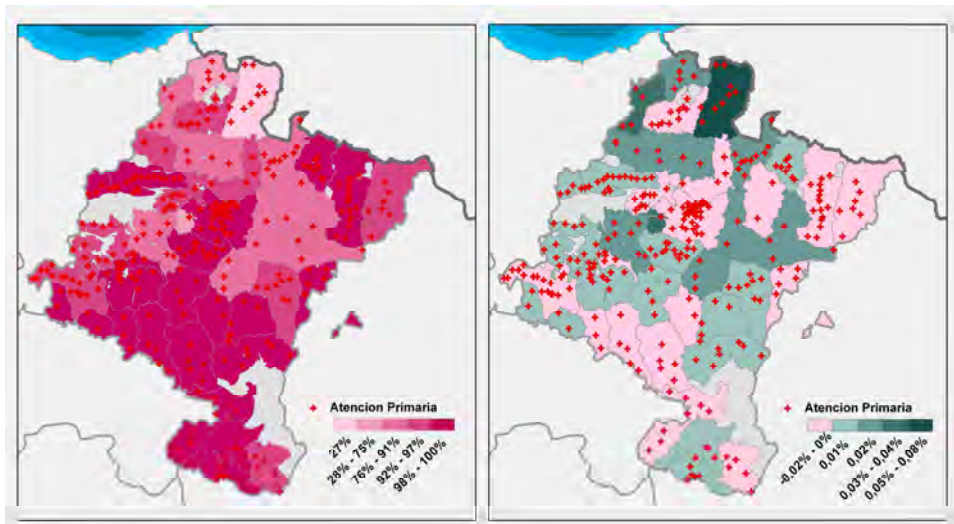 Atencion Primaria
27%
28% - 75%
76% - 91%
92% - 97%
98% - 100%
Atencion Primaria
-0,02% - 0%
0,01%
0,02%
0,03% - 0,04%
0,05% - 0,08%